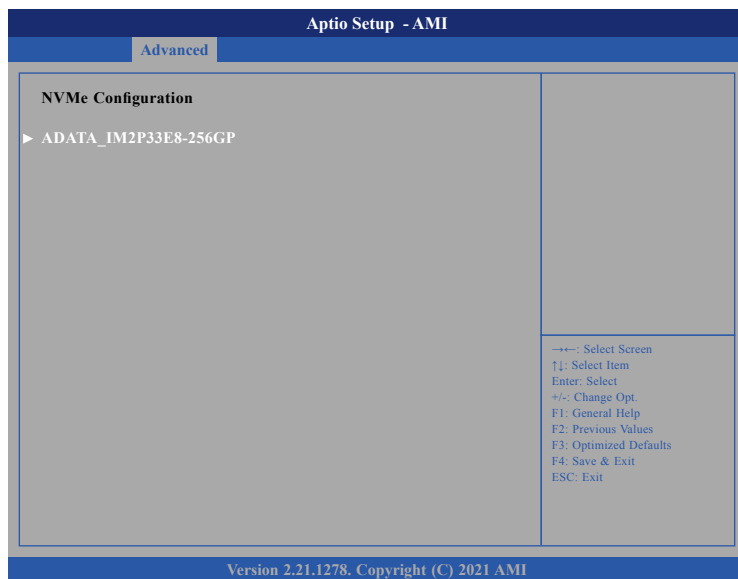 Aptio Setup - AMI
Advanced
NVMe Configuration
► ADATA_IM2P33E8-256GP
→←: Select Screen
↑↓: Select Item
Enter: Select
+/-: Change Opt.
F1: General Help
F2: Previous Values
F3: Optimized Defaults
F4: Save & Exit
ESC: Exit
Version 2.21.1278. Copyright (C) 2021 AMI